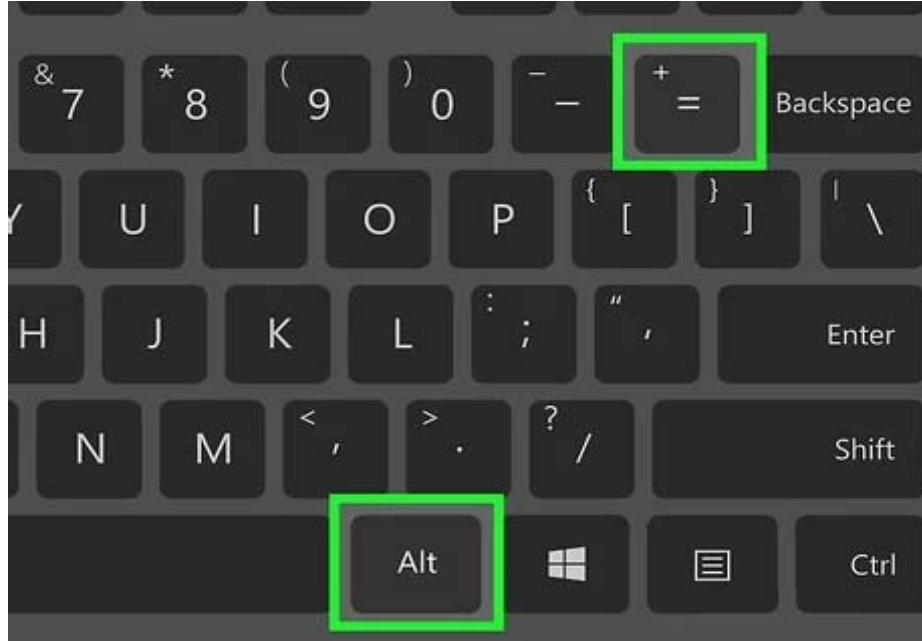 & 7 * 8 ( 9 ) 0 _ - + = Backspace
Y U I O P { [ } ] | \
H J K L : ; " ' Enter
N M < , > . ? / Shift
Alt Ctrl